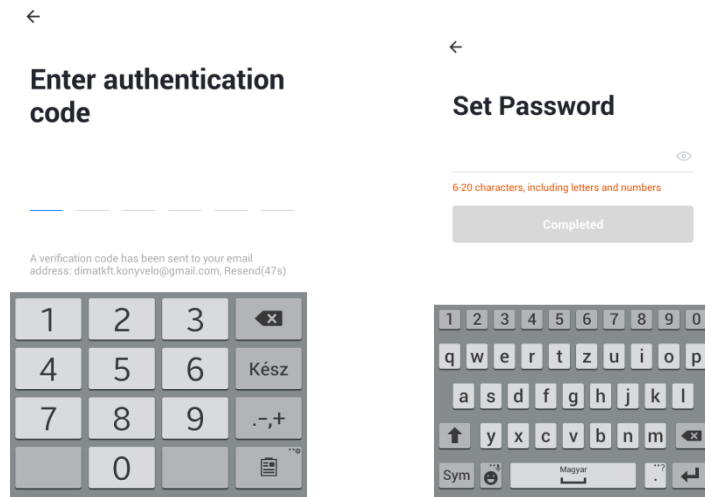 Enter authentication
code
A verification code has been sent to your email
address: dimatkft.konyvelo@gmail.com, Resend(47s)
1 2 3
4 5 6 Kész
7 8 9 .-,+
0
Set Password
6-20 characters, including letters and numbers
Completed
1 2 3 4 5 6 7 8 9 0
q w e r t z u i o p
a s d f g h j k l
y x c v b n m
Sym Magyar . ?